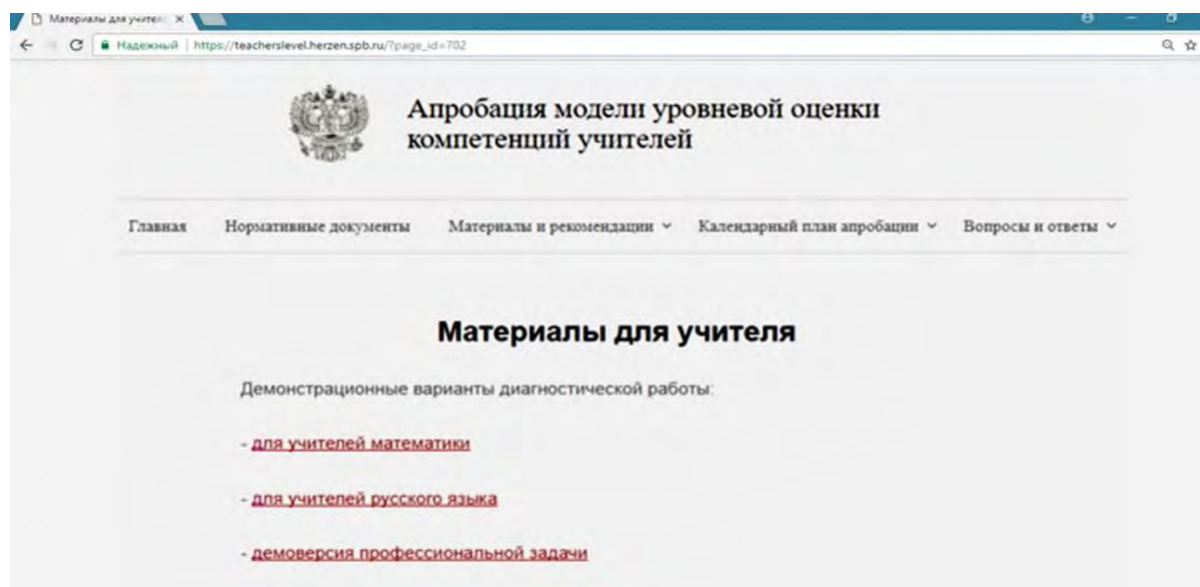 Материалы для учител
Надежный | https://teacherslevel.herzen.spb.ru/?page_id=702
Апробация модели уровневой оценки
компетенций учителей
Главная Нормативные документы Материалы и рекомендации Календарный план апробации Вопросы и ответы
Материалы для учителя
Демонстрационные варианты диагностической работы:
- для учителей математики
- для учителей русского языка
- демоверсия профессиональной задачи